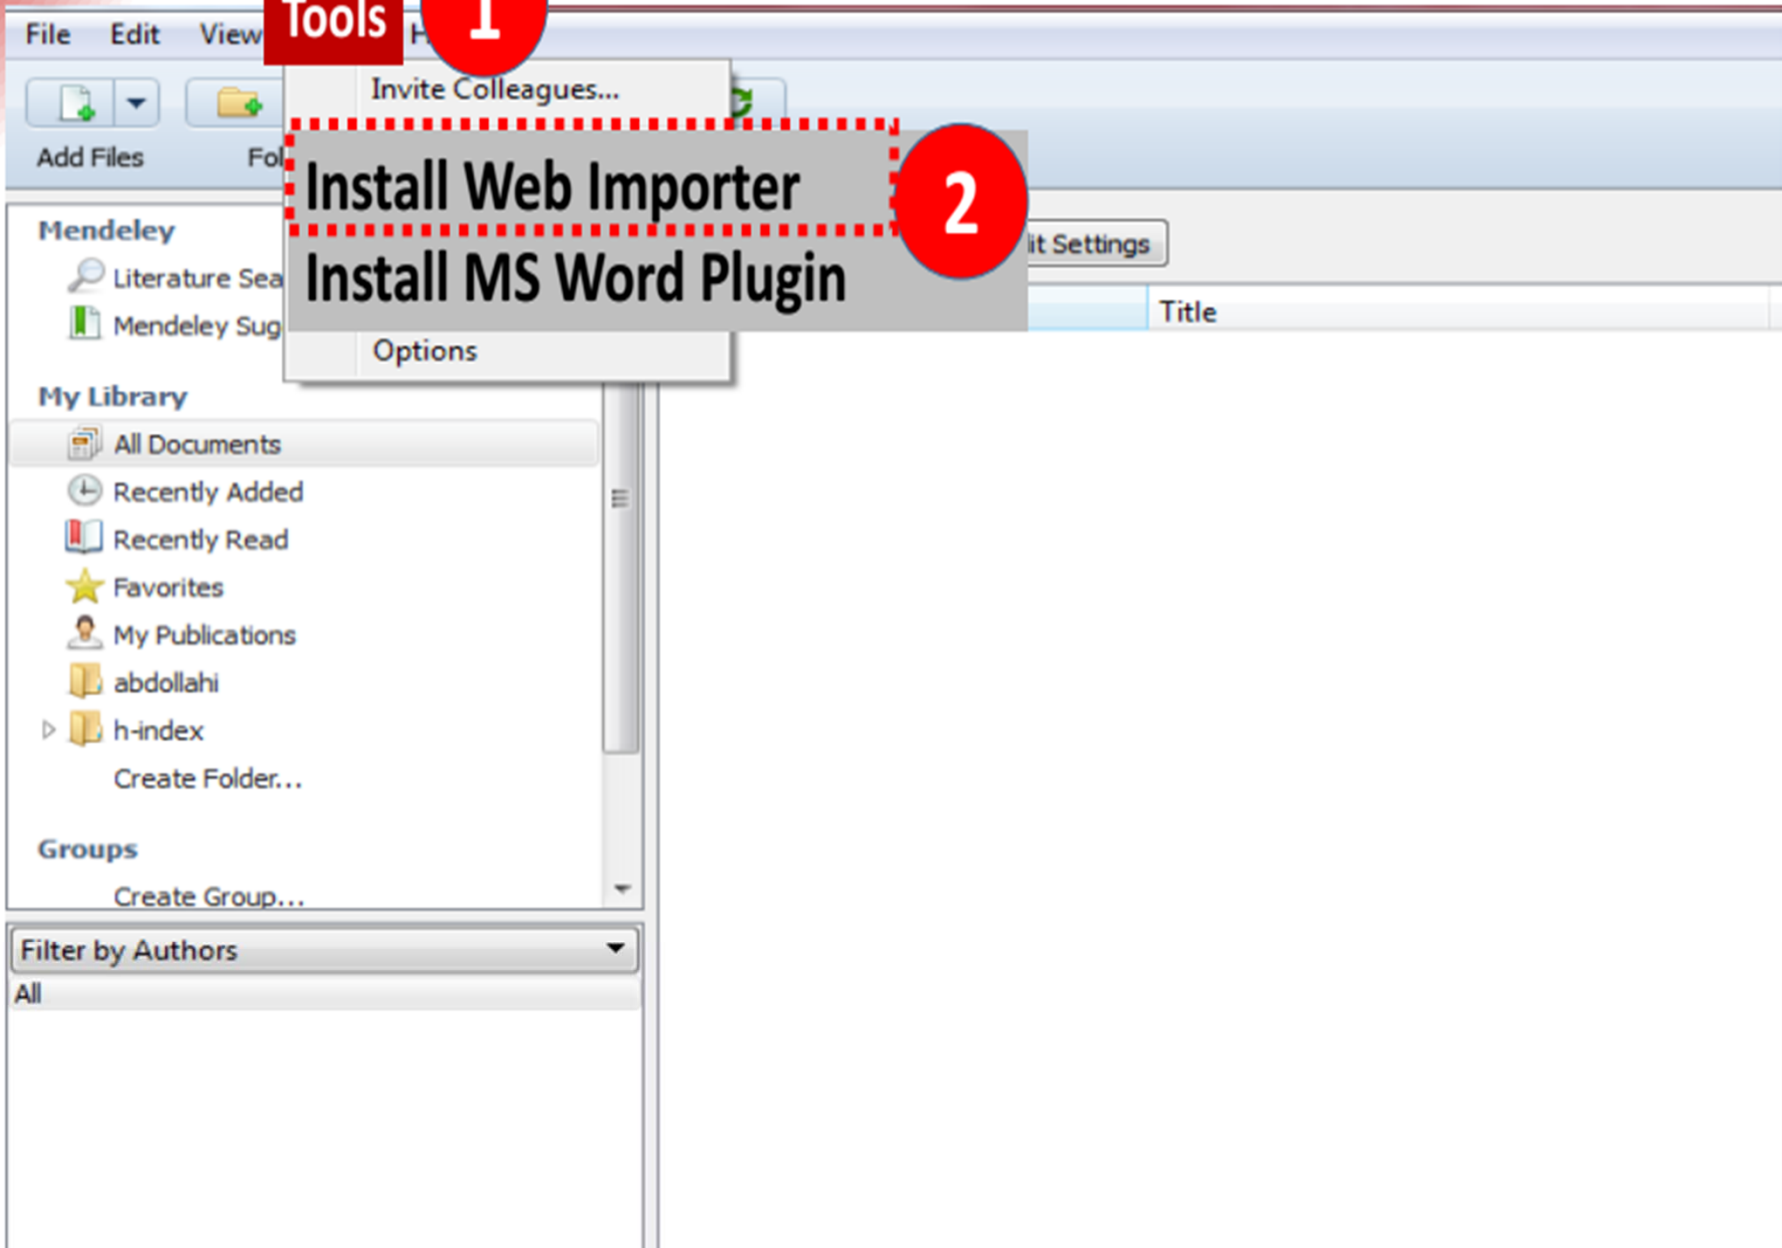 File Edit View Tools 1 H
Invite Colleagues...
Add Files Fol
Install Web Importer 2
Install MS Word Plugin
Options
it Settings
Title
Mendeley
Literature Sea
Mendeley Sug
My Library
All Documents
Recently Added
Recently Read
Favorites
My Publications
abdollahi
h-index
Create Folder...
Groups
Create Group...
Filter by Authors
All